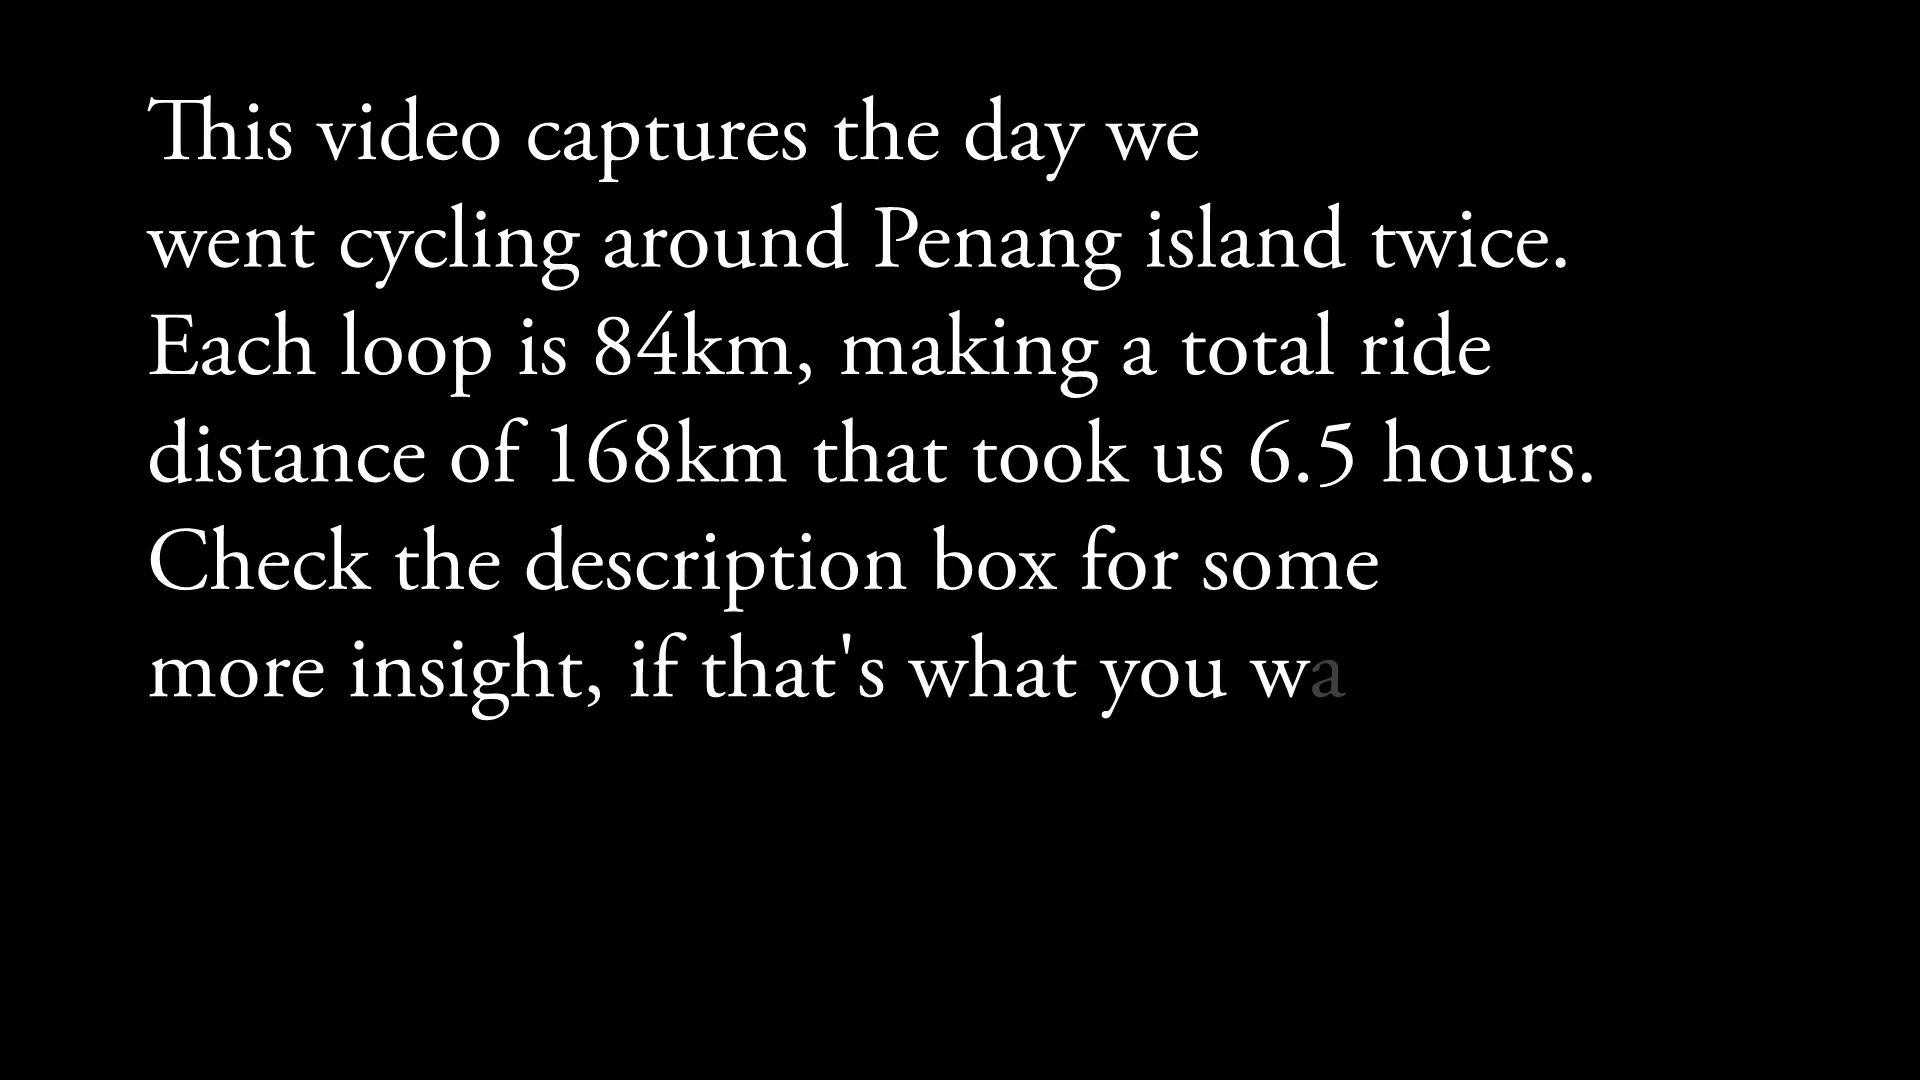 This video captures the day we
went cycling around Penang island twice.
Each loop is 84km, making a total ride
distance of 168km that took us 6.5 hours.
Check the description box for some
more insight, if that's what you wa